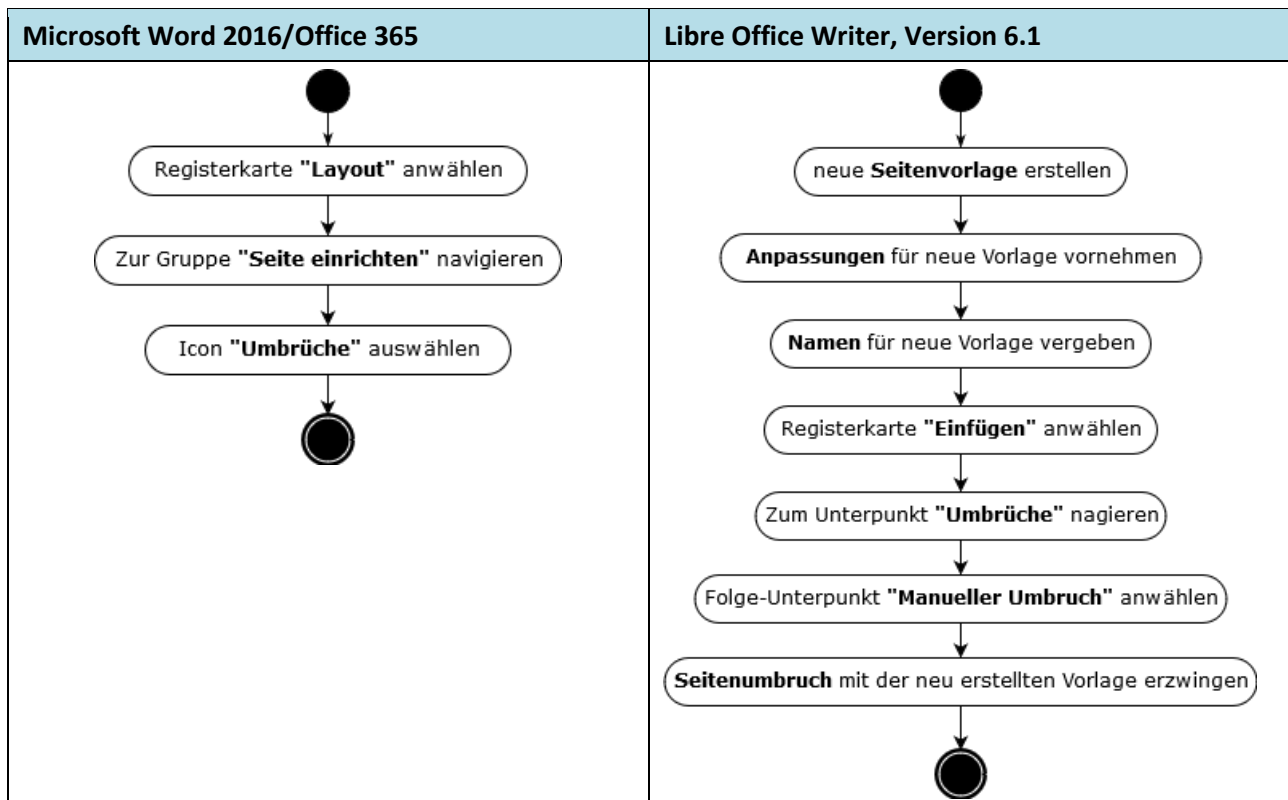 Microsoft Word 2016/Office 365
Registerkarte "Layout" anwählen
Zur Gruppe "Seite einrichten" navigieren
Icon "Umbrüche" auswählen
Libre Office Writer, Version 6.1
neue Seitenvorlage erstellen
Anpassungen für neue Vorlage vornehmen
Namen für neue Vorlage vergeben
Registerkarte "Einfügen" anwählen
Zum Unterpunkt "Umbrüche" nagieren
Folge-Unterpunkt "Manueller Umbruch" anwählen
Seitenumbruch mit der neu erstellten Vorlage erzwingen